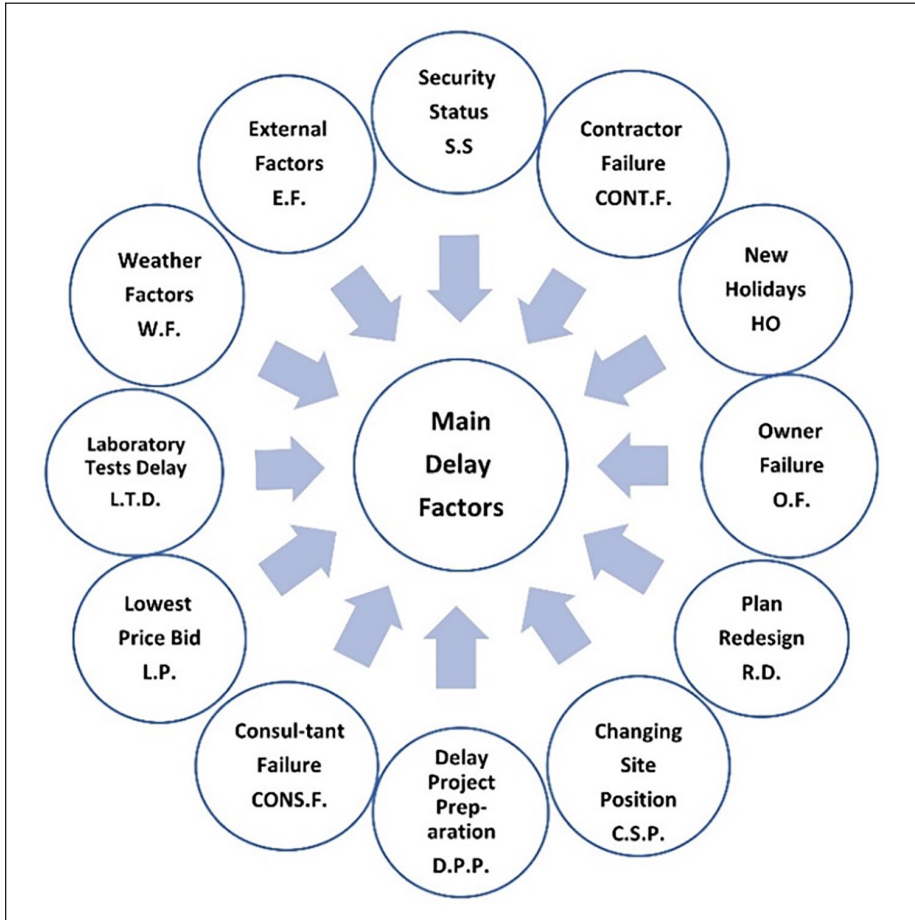 Security
Status
S.S
Contractor
Failure
CONT.F.
New
Holidays
HO
Owner
Failure
O.F.
Plan
Redesign
R.D.
Changing
Site
Position
C.S.P.
Delay
Project
Prep-
aration
D.P.P.
Consul-tant
Failure
CONS.F.
Lowest
Price Bid
L.P.
Laboratory
Tests Delay
L.T.D.
Weather
Factors
W.F.
External
Factors
E.F.
Main
Delay
Factors